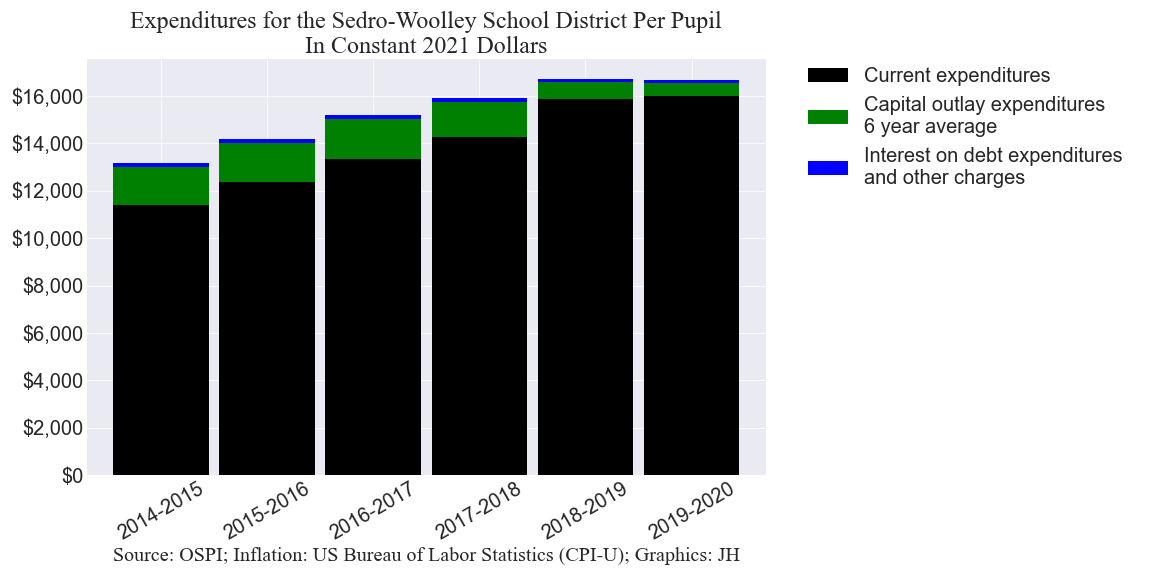 Expenditures for the Sedro-Woolley School District Per Pupil
In Constant 2021 Dollars
Current expenditures
Capital outlay expenditures
6 year average
Interest on debt expenditures
and other charges
$16,000
$14,000
$12,000
$10,000
$8,000
$6,000
$4,000
$2,000
$0
2014-2015
2015-2016
2016-2017
2017-2018
2018-2019
2019-2020
Source: OSPI; Inflation: US Bureau of Labor Statistics (CPI-U); Graphics: JH